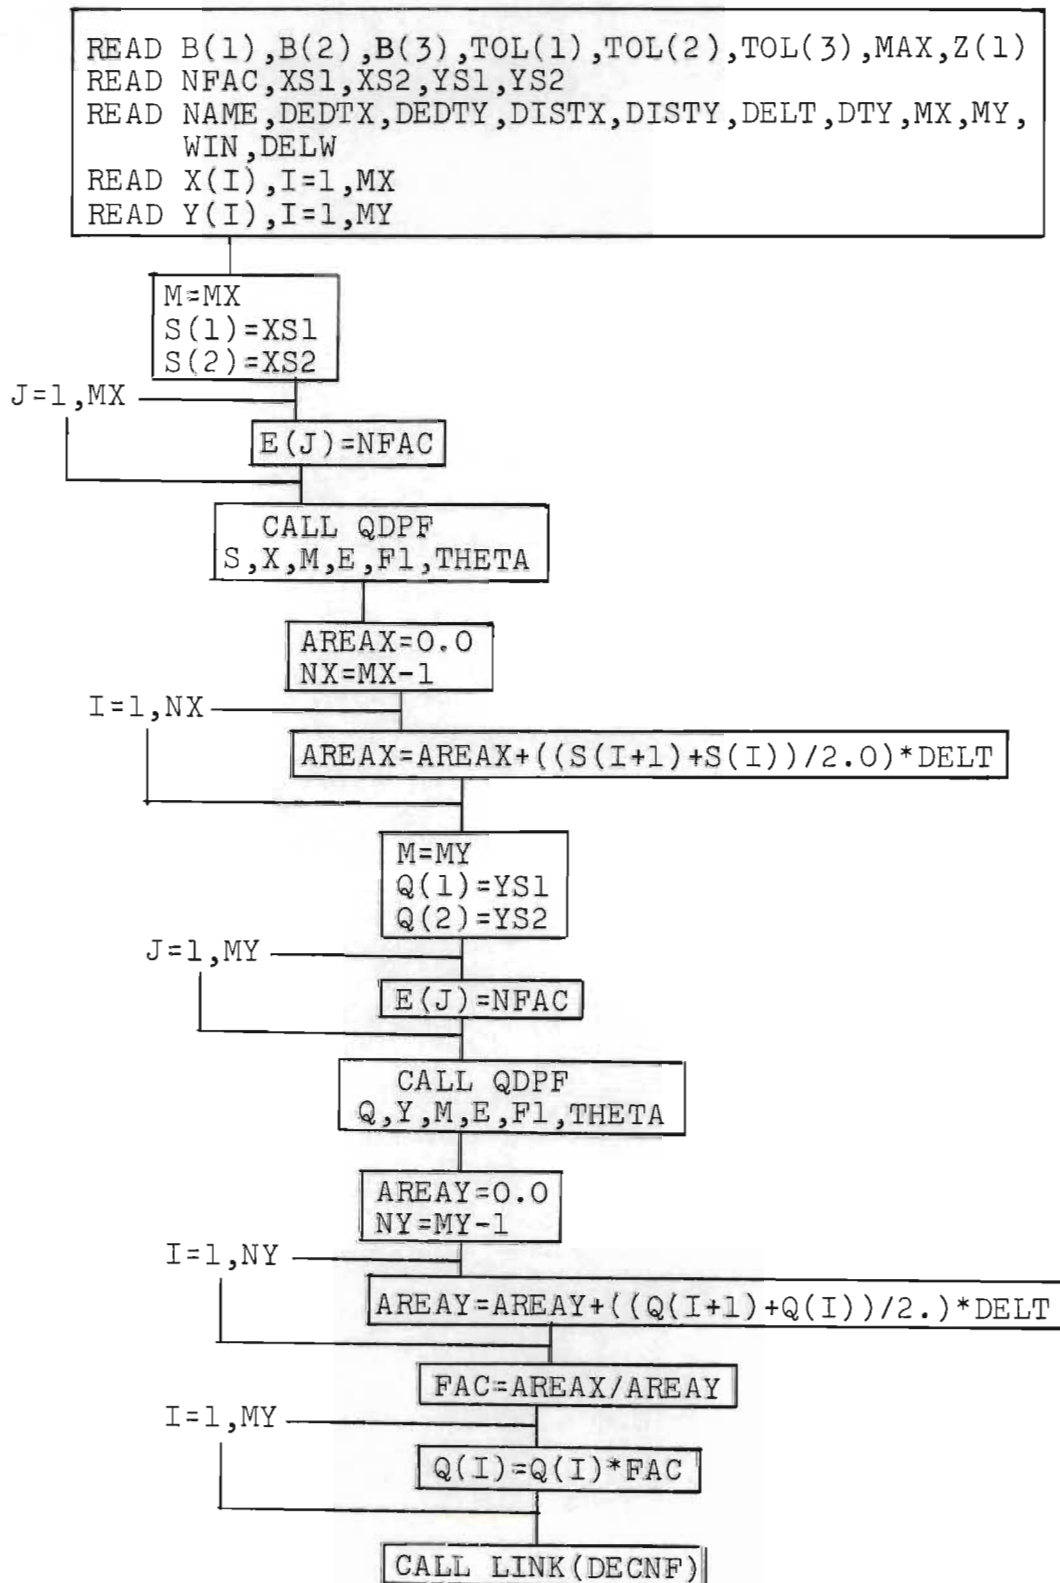 READ B(1),B(2),B(3),TOL(1),TOL(2),TOL(3),MAX,Z(1)
READ NFAC,XS1,XS2,YS1,YS2
READ NAME,DEDTX,DEDTY,DISTX,DISTY,DELT,DTY,MX,MY,
WIN,DELW
READ X(I),I=1,MX
READ Y(I),I=1,MY
M=MX
S(1)=XS1
S(2)=XS2
J=1,MX
E(J)=NFAC
CALL QDPF
S,X,M,E,F1,THETA
AREAX=0.0
NX=MX-1
I=1,NX
AREAX=AREAX+((S(I+1)+S(I))/2.0)*DELT
M=MY
Q(1)=YS1
Q(2)=YS2
J=1,MY
E(J)=NFAC
CALL QDPF
Q,Y,M,E,F1,THETA
AREAY=0.0
NY=MY-1
I=1,NY
AREAY=AREAY+((Q(I+1)+Q(I))/2.)*DELT
FAC=AREAX/AREAY
I=1,MY
Q(I)=Q(I)*FAC
CALL LINK(DECNF)